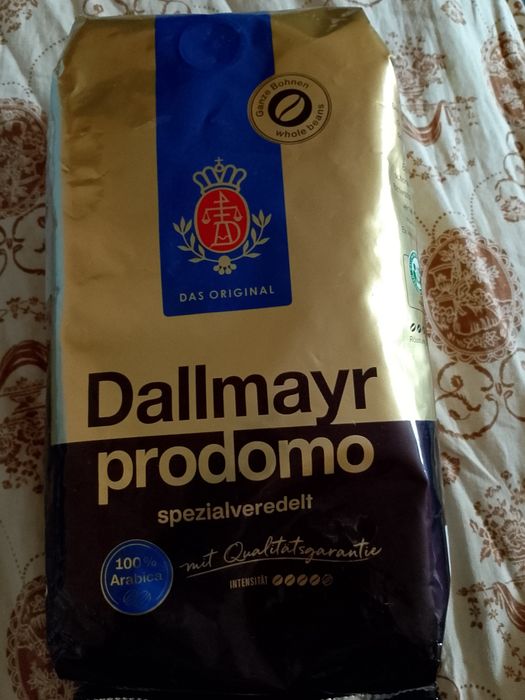 Ganze Bohnen
whole beans
DAS ORIGINAL
Dallmayr
prodomo
spezialveredelt
100%
Arabica
mit Qualitätsgarantie
INTENSITÄT